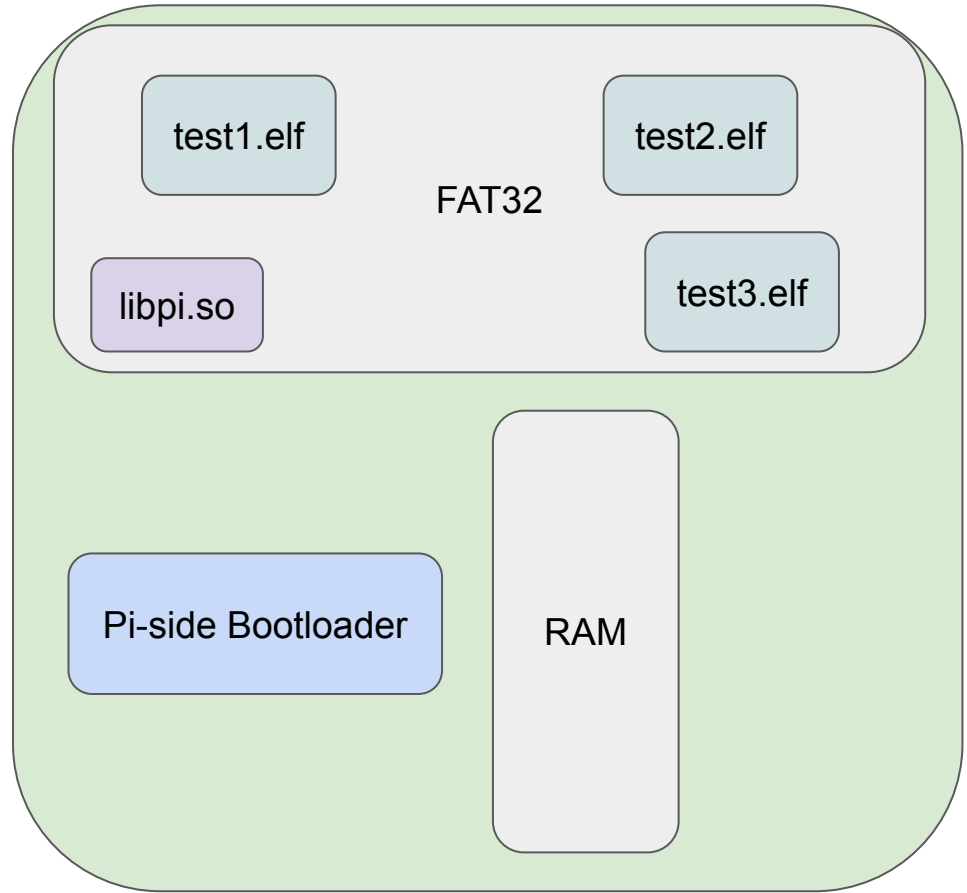 test1.elf
test2.elf
FAT32
libpi.so
test3.elf
Pi-side Bootloader
RAM